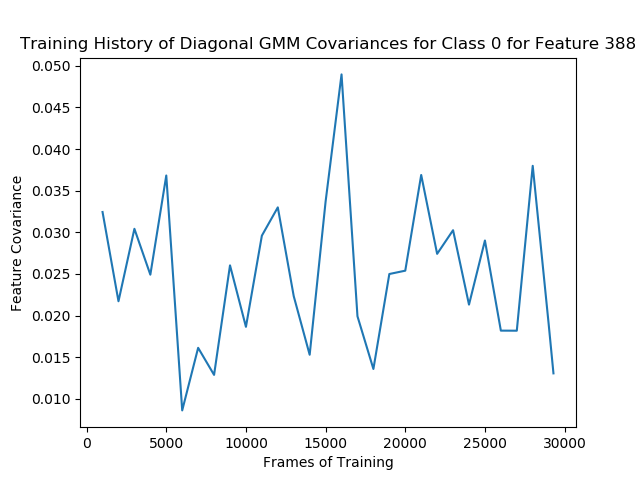 Training History of Diagonal GMM Covariances for Class 0 for Feature 388
0.050
0.045
0.040
0.035
0.030
0.025
0.020
0.015
0.010
Feature Covariance
0 5000 10000 15000 20000 25000 30000
Frames of Training